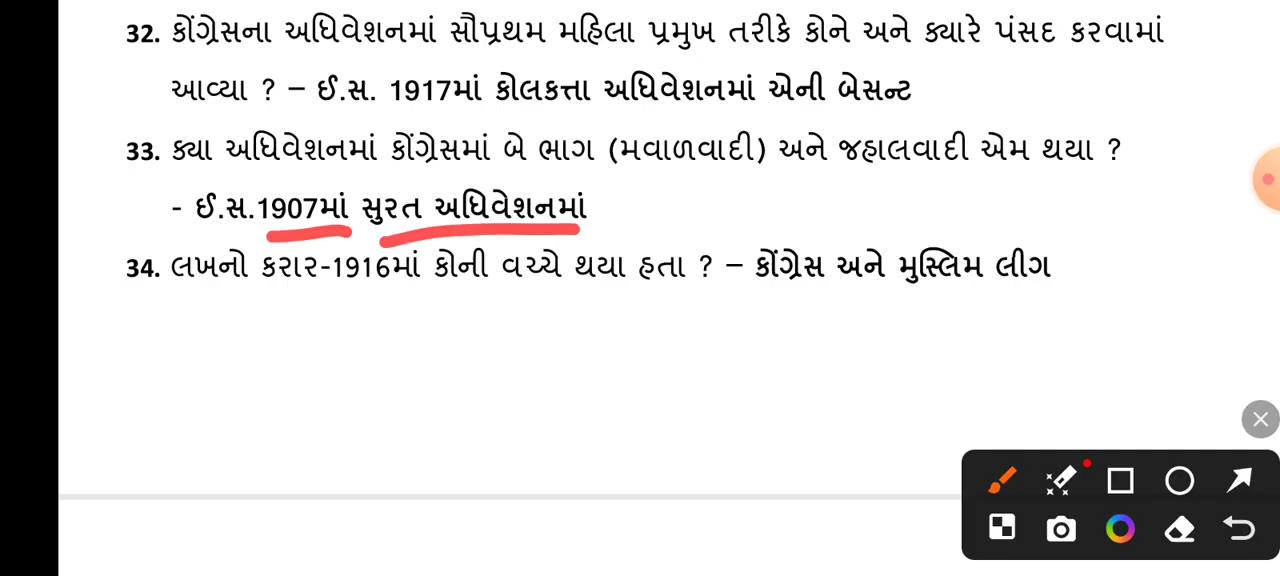 32. કોંગ્રેસના અધિવેશનમાં સૌપ્રથમ મહિલા પ્રમુખ તરીકે કોને અને ક્યારે પંસદ કરવામાં
આવ્યા ? – ઈ.સ. 1917માં કોલકત્તા અધિવેશનમાં એની બેસન્ટ
33. ક્યા અધિવેશનમાં કોંગ્રેસમાં બે ભાગ (મવાળવાદી) અને જહાલવાદી એમ થયા ?
- ઈ.સ.1907માં સુરત અધિવેશનમાં
34. લખનો કરાર-1916માં કોની વચ્ચે થયા હતા ? – કોંગ્રેસ અને મુસ્લિમ લીગ